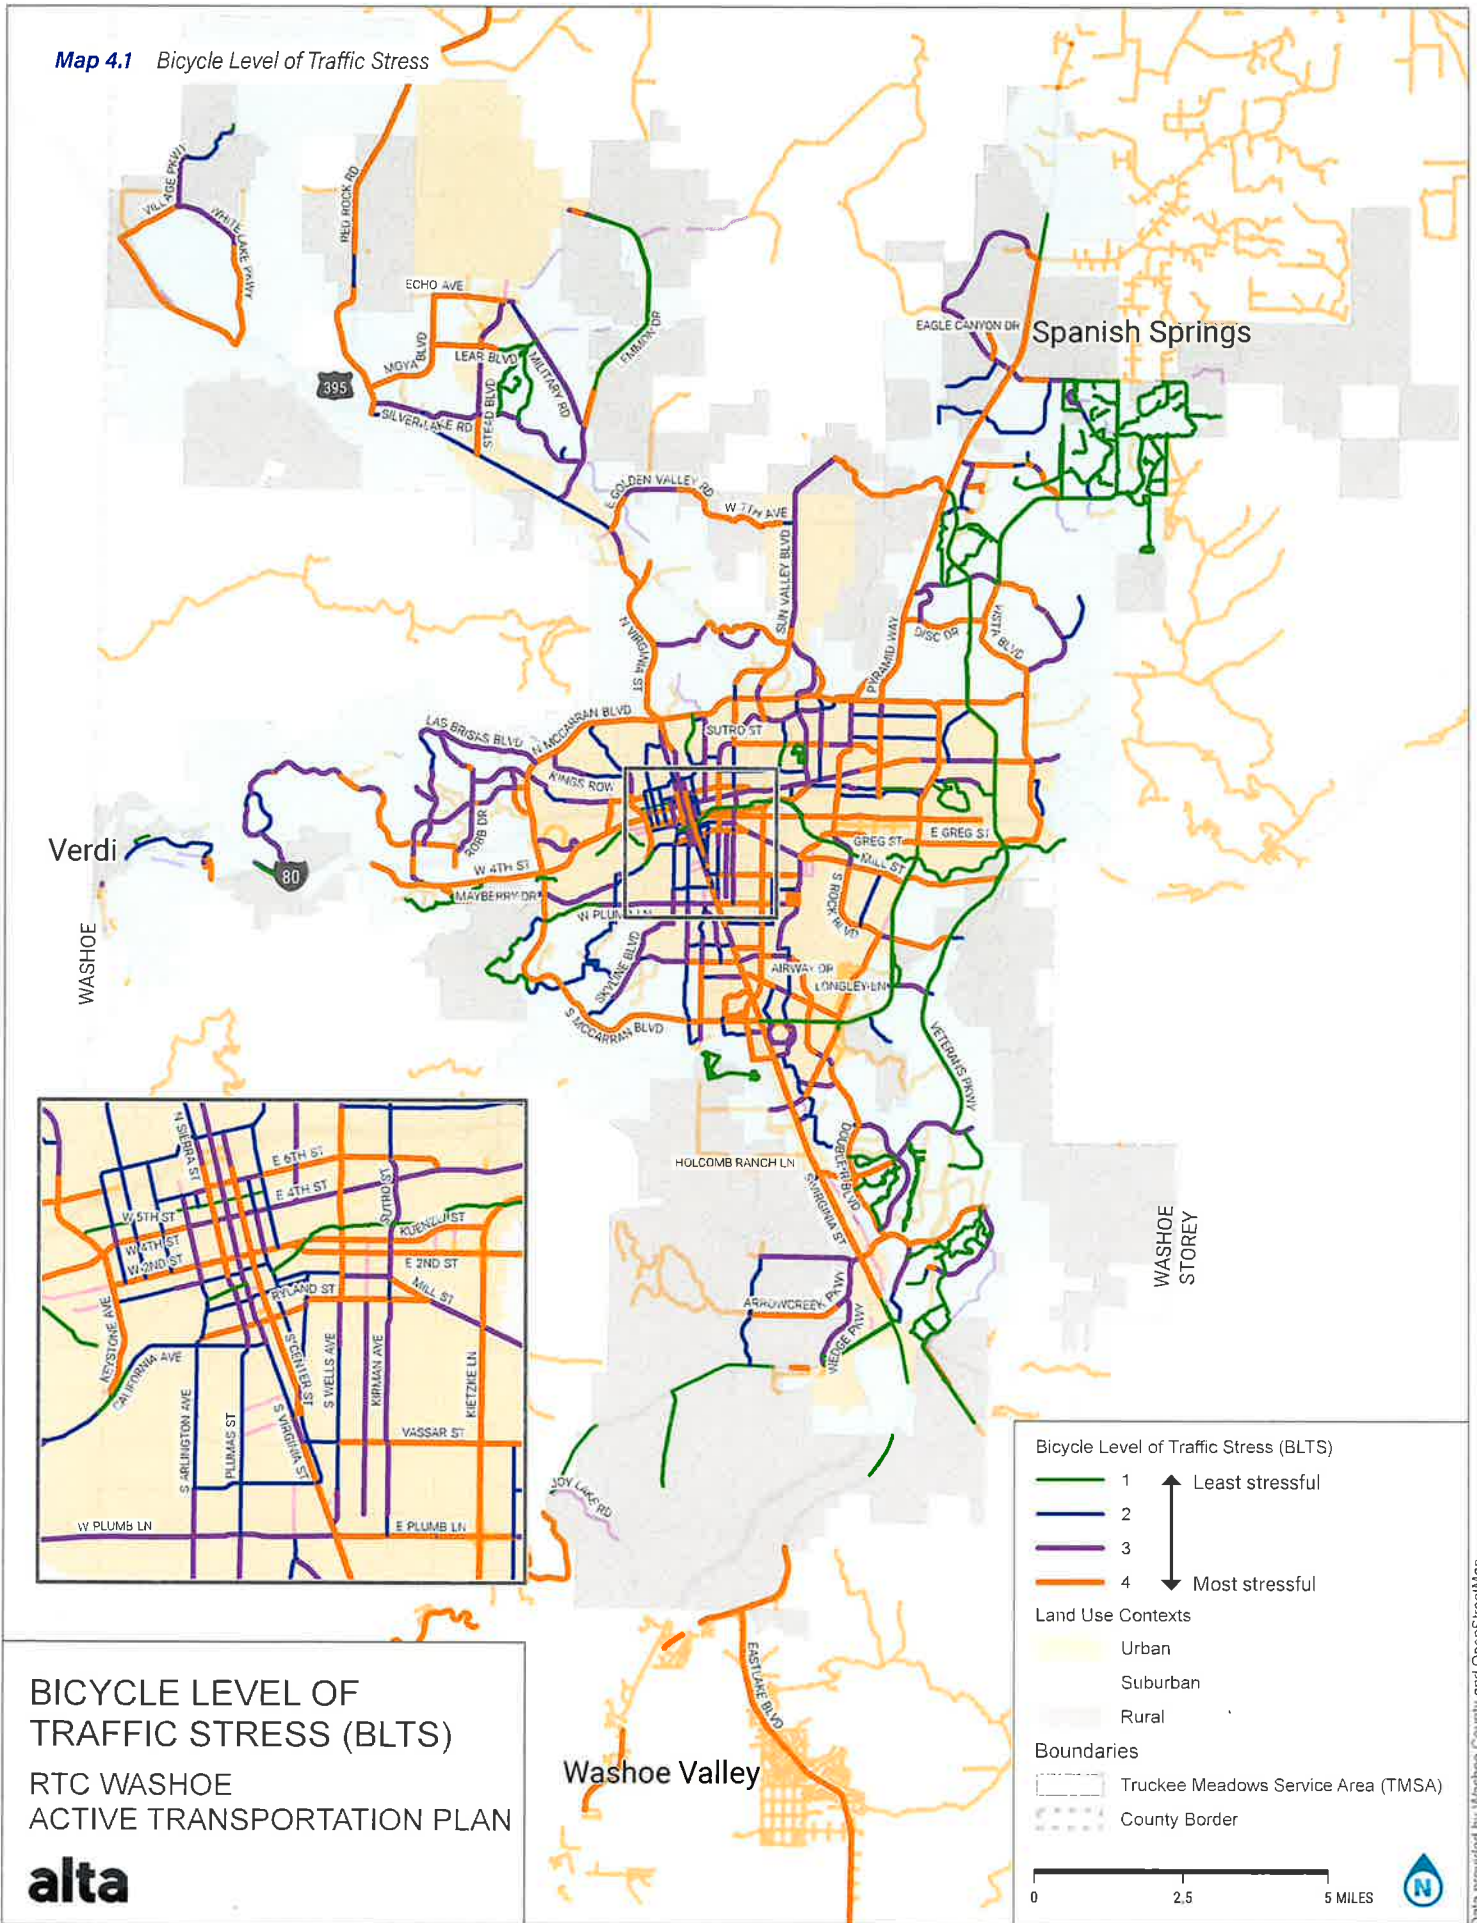 Map 4.1 Bicycle Level of Traffic Stress
VILLAGE PKWY
WHITE LAKE PKWY
RED ROCK RD
ECHO AVE
MOYA BLVD
LEAR BLVD
MILITARY RD
STEAD BLVD
SILVER LAKE RD
LEMMON DR
395
EAGLE CANYON DR
Spanish Springs
E GOLDEN VALLEY RD
W 7TH AVE
SUN VALLEY BLVD
N VIRGINIA ST
PYRAMID WAY
DISC DR
VISTA BLVD
LAS BRISAS BLVD
N MCCARRAN BLVD
SUTRO ST
KINGS ROW
ROBB DR
Verdi
80
W 4TH ST
MAYBERRY DR
W PLUMB LN
GREG ST
E GREG ST
MILL ST
S ROCK BLVD
WASHOE
SKYLINE BLVD
AIRWAY DR
LONGLEY LN
S MCCARRAN BLVD
VETERANS PKWY
HOLCOMB RANCH LN
DOUBLE R BLVD
S VIRGINIA ST
WASHOE
STOREY
ARROWCREEK PKWY
WEDGE PKWY
JOY LAKE RD
N SIERRA ST
E 6TH ST
E 4TH ST
SUTRO ST
W 5TH ST
W 4TH ST
W 2ND ST
KUENZLI ST
E 2ND ST
RYLAND ST
MILL ST
KEYSTONE AVE
CALIFORNIA AVE
S CENTER ST
S WELLS AVE
KIRMAN AVE
KIETZKE LN
S ARLINGTON AVE
PLUMAS ST
S VIRGINIA ST
VASSAR ST
W PLUMB LN
E PLUMB LN
EASTLAKE BLVD
Washoe Valley
Bicycle Level of Traffic Stress (BLTS)
1 Least stressful
2
3
4 Most stressful
Land Use Contexts
Urban
Suburban
Rural
Boundaries
Truckee Meadows Service Area (TMSA)
County Border
0 2.5 5 MILES
N
BICYCLE LEVEL OF
TRAFFIC STRESS (BLTS)
RTC WASHOE
ACTIVE TRANSPORTATION PLAN
alta